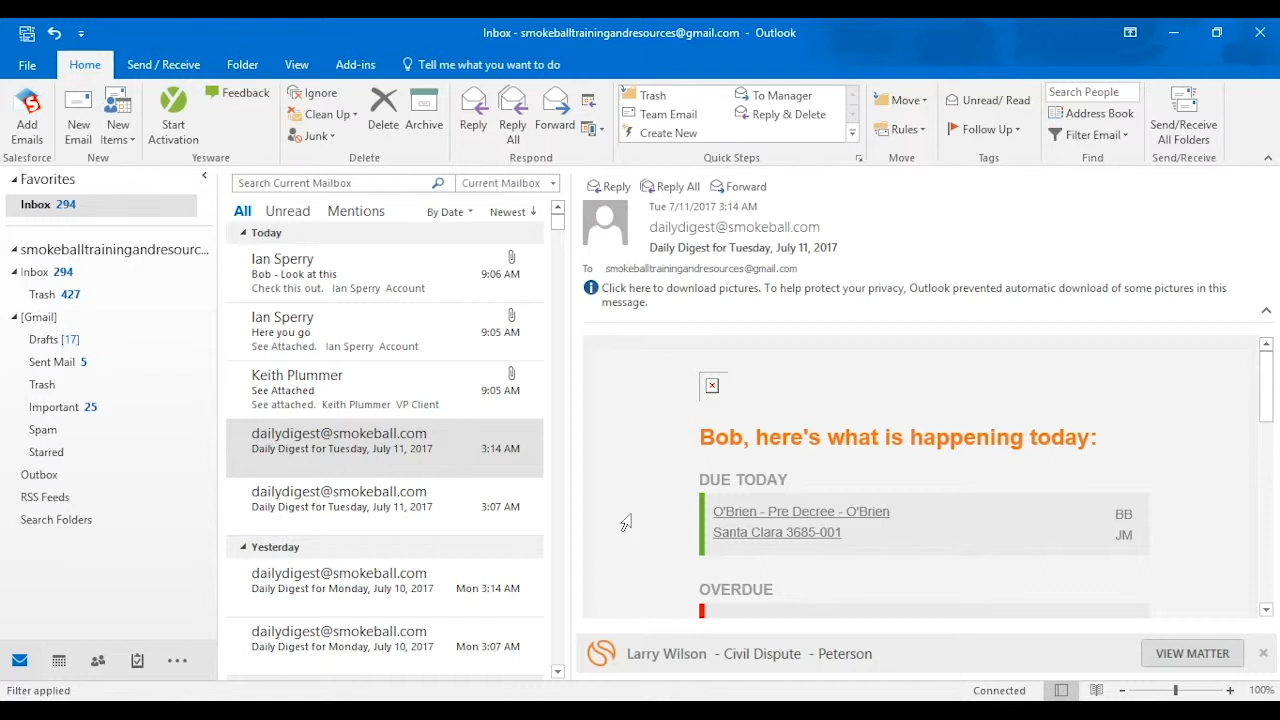 Inbox - smokeballtrainingandresources@gmail.com - Outlook
File Home Send / Receive Folder View Add-ins Tell me what you want to do
Add Emails
Salesforce
New Email
New Items
New
Start Activation
Feedback
Yesware
Ignore
Clean Up
Junk
Delete
Archive
Delete
Reply
Reply All
Forward
Respond
Trash
Team Email
Create New
To Manager
Reply & Delete
Quick Steps
Move
Rules
Move
Unread/ Read
Follow Up
Tags
Search People
Address Book
Filter Email
Find
Send/Receive All Folders
Send/Receive
Favorites
Inbox 294
smokeballtrainingandresourc...
Inbox 294
Trash 427
[Gmail]
Drafts [17]
Sent Mail 5
Trash
Important 25
Spam
Starred
Outbox
RSS Feeds
Search Folders
Search Current Mailbox
Current Mailbox
All Unread Mentions By Date Newest
Today
Ian Sperry
Bob - Look at this 9:06 AM
Check this out. Ian Sperry Account
Ian Sperry
Here you go 9:05 AM
See Attached. Ian Sperry Account
Keith Plummer
See Attached 9:05 AM
See attached. Keith Plummer VP Client
dailydigest@smokeball.com
Daily Digest for Tuesday, July 11, 2017 3:14 AM
dailydigest@smokeball.com
Daily Digest for Tuesday, July 11, 2017 3:07 AM
Yesterday
dailydigest@smokeball.com
Daily Digest for Monday, July 10, 2017 Mon 3:14 AM
dailydigest@smokeball.com
Daily Digest for Monday, July 10, 2017 Mon 3:07 AM
Reply Reply All Forward
Tue 7/11/2017 3:14 AM
dailydigest@smokeball.com
Daily Digest for Tuesday, July 11, 2017
To smokeballtrainingandresources@gmail.com
Click here to download pictures. To help protect your privacy, Outlook prevented automatic download of some pictures in this
message.
Bob, here's what is happening today:
DUE TODAY
O'Brien - Pre Decree - O'Brien BB
Santa Clara 3685-001 JM
OVERDUE
Larry Wilson - Civil Dispute - Peterson VIEW MATTER
Filter applied
Connected
100%